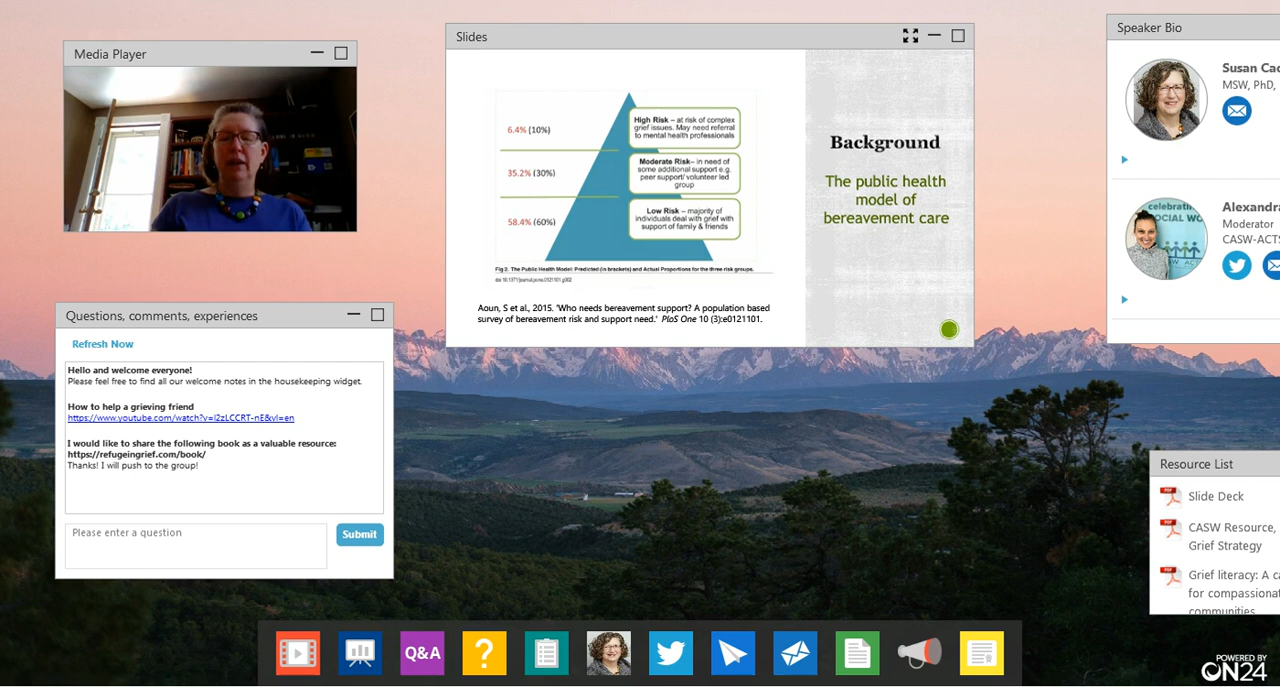 Media Player
Slides
6.4% (10%)
High Risk – at risk of complex
grief issues. May need referral
to mental health professionals
35.2% (30%)
Moderate Risk– in need of
some additional support e.g.
peer support/ volunteer led
group
58.4% (60%)
Low Risk – majority of
individuals deal with grief with
support of family & friends
Fig 2. The Public Health Model: Predicted (in brackets) and Actual Proportions for the three risk groups.
Aoun, S et al., 2015. 'Who needs bereavement support? A population based
survey of bereavement risk and support need.' PloS One 10 (3):e0121101.
Background
The public health
model of
bereavement care
Speaker Bio
Susan Cac
MSW, PhD,
celebratin
OCIAL WO
Alexandra
Moderator
CASW-ACTS
Questions, comments, experiences
Refresh Now
Hello and welcome everyone!
Please feel free to find all our welcome notes in the housekeeping widget.
How to help a grieving friend
https://www.youtube.com/watch?v=l2zLCCRT-nE&vl=en
I would like to share the following book as a valuable resource:
https://refugeingrief.com/book/
Thanks! I will push to the group!
Please enter a question
Submit
Resource List
Slide Deck
CASW Resource,
Grief Strategy
Grief literacy: A ca
for compassionat
communities
Q&A
?
POWERED BY
ON24